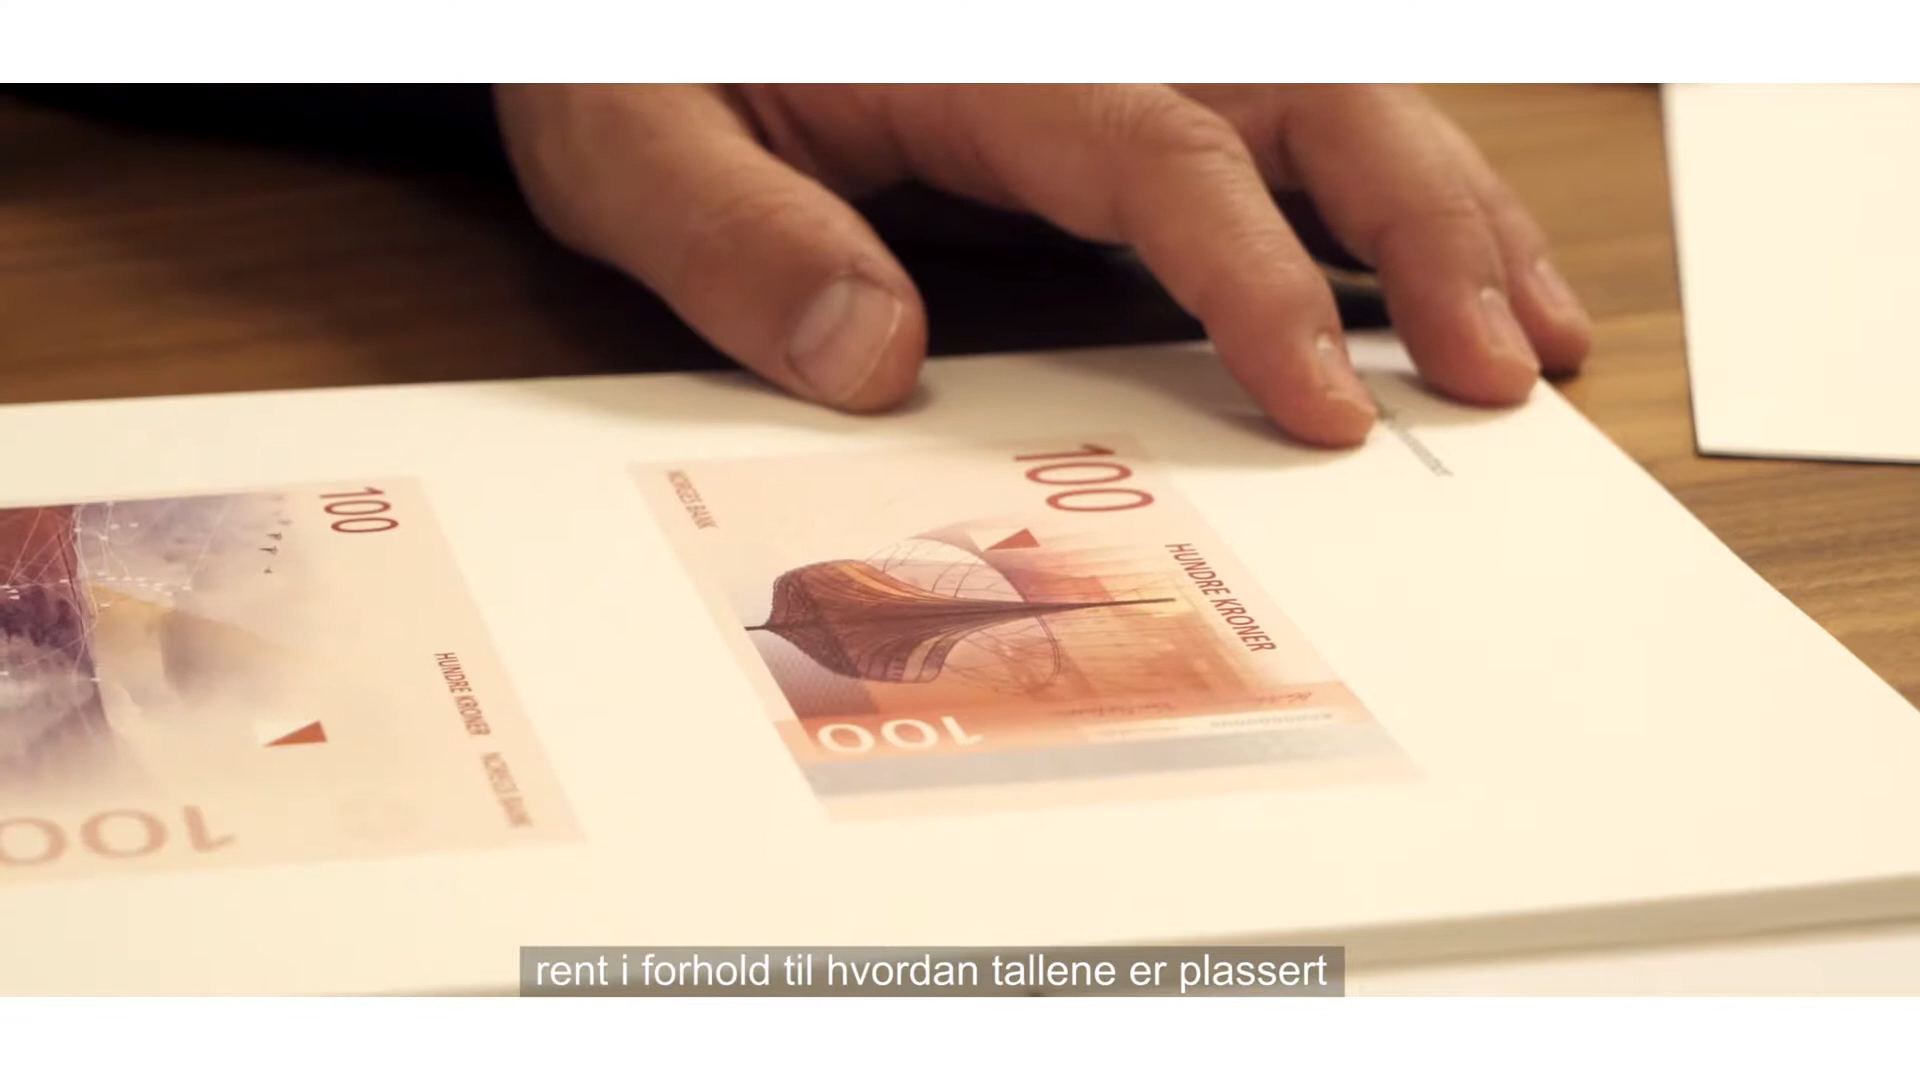 100
HUNDRE KRONER
NORGES BANK
100
NORGES BANK
100
HUNDRE KRONER
100
rent i forhold til hvordan tallene er plassert